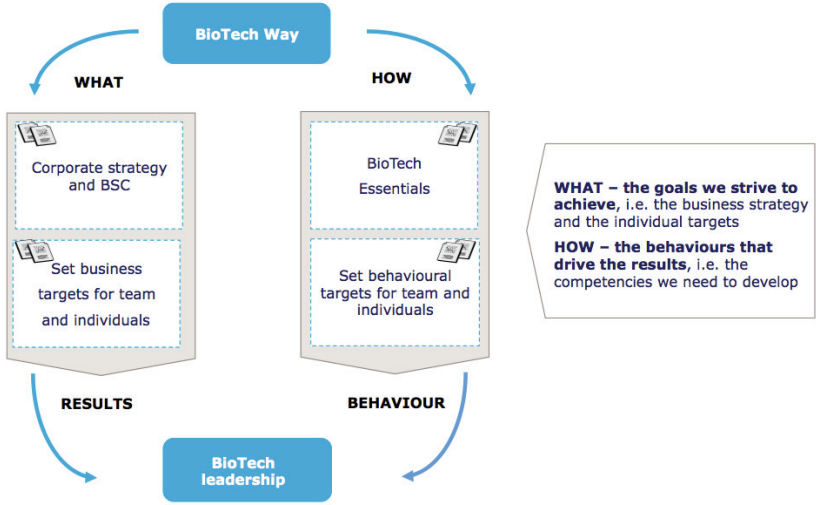 BioTech Way
WHAT
HOW
Corporate strategy
and BSC
Set business
targets for team
and individuals
BioTech
Essentials
Set behavioural
targets for team and
individuals
WHAT – the goals we strive to
achieve, i.e. the business strategy
and the individual targets
HOW – the behaviours that
drive the results, i.e. the
competencies we need to develop
RESULTS
BEHAVIOUR
BioTech
leadership